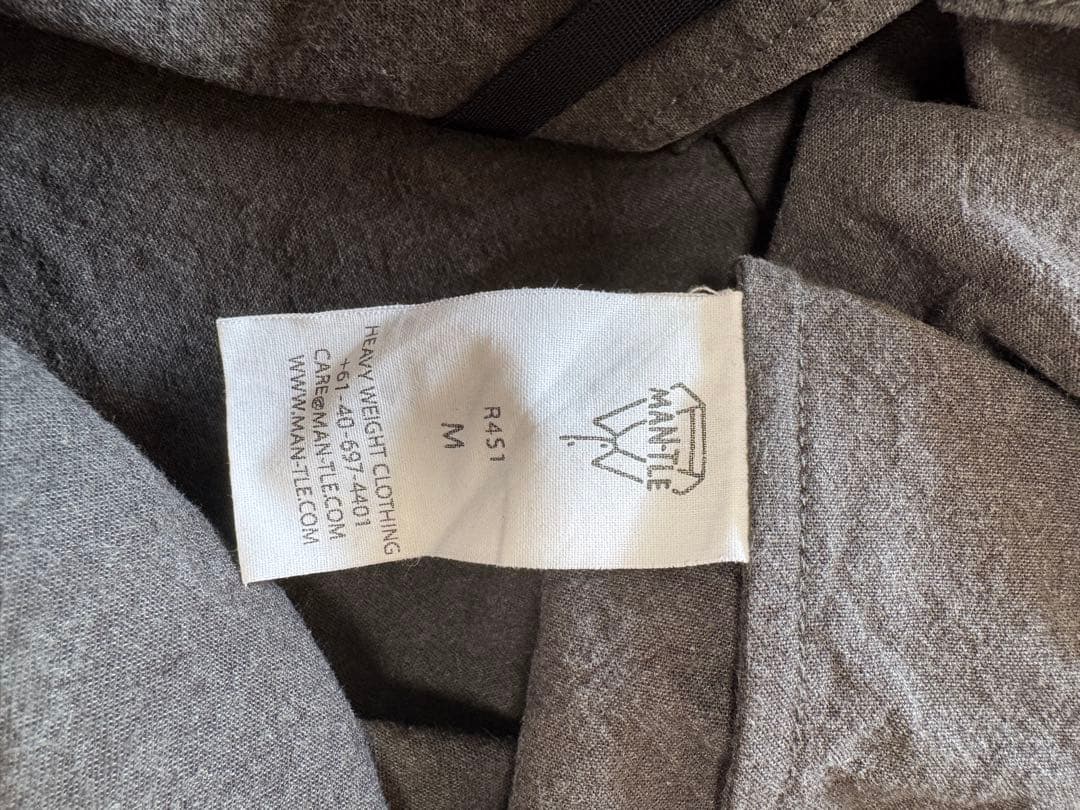 MAN-TLE
R4S1
M
HEAVY WEIGHT CLOTHING
+61-40-697-4401
CARE@MAN-TLE.COM
WWW.MAN-TLE.COM